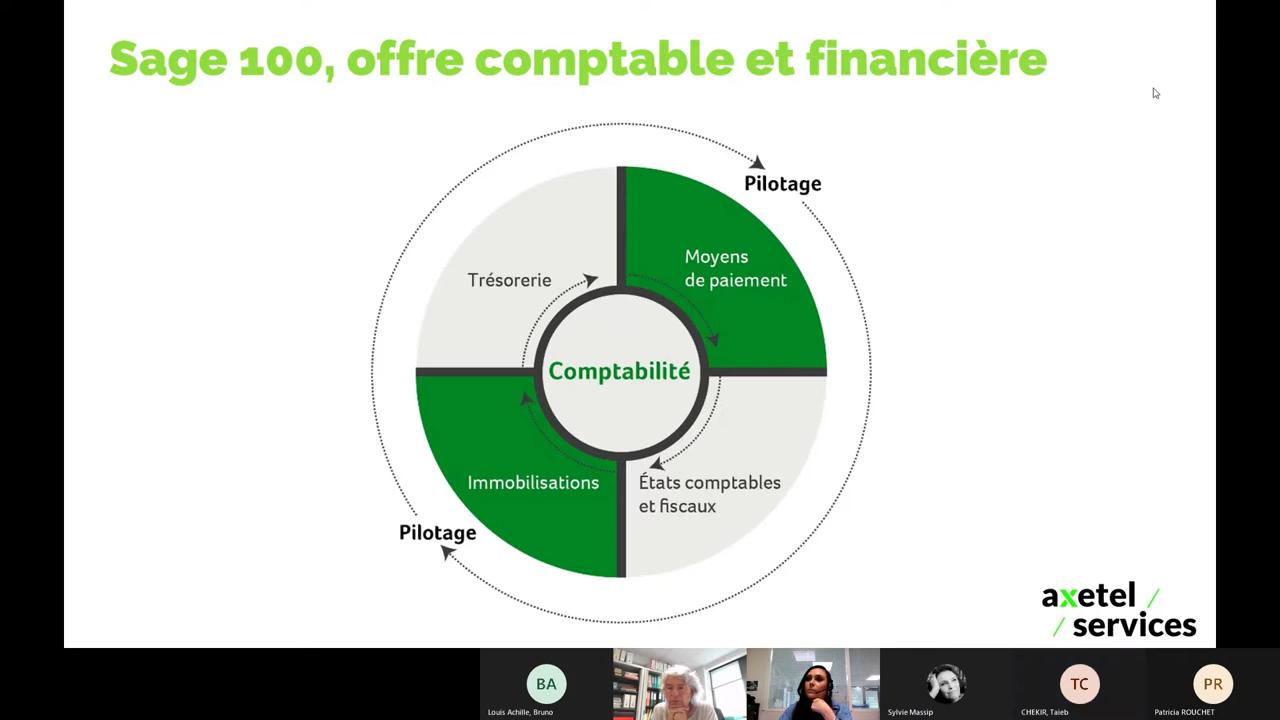 Sage 100, offre comptable et financière
Pilotage
Moyens
de paiement
Trésorerie
Comptabilité
Immobilisations
États comptables
et fiscaux
Pilotage
axetel /
/ services
BA
TC
PR
Louis Achille, Bruno
Sylvie Massip
CHEKIR, Taieb
Patricia ROUCHET